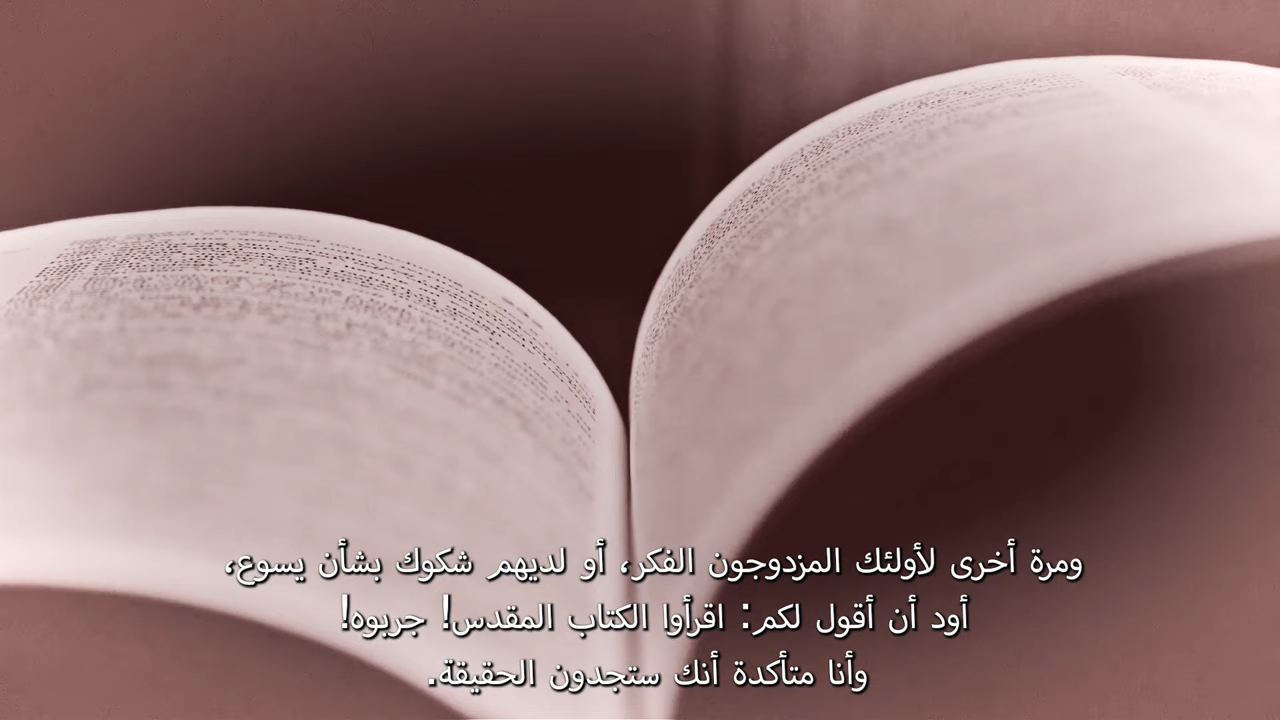 ومرة أخرى لأولئك المزدوجون الفكر، أو لديهم شكوك بشأن يسوع،
أود أن أقول لكم: اقرأوا الكتاب المقدس! جربوه!
وأنا متأكدة أنك ستجدون الحقيقة.